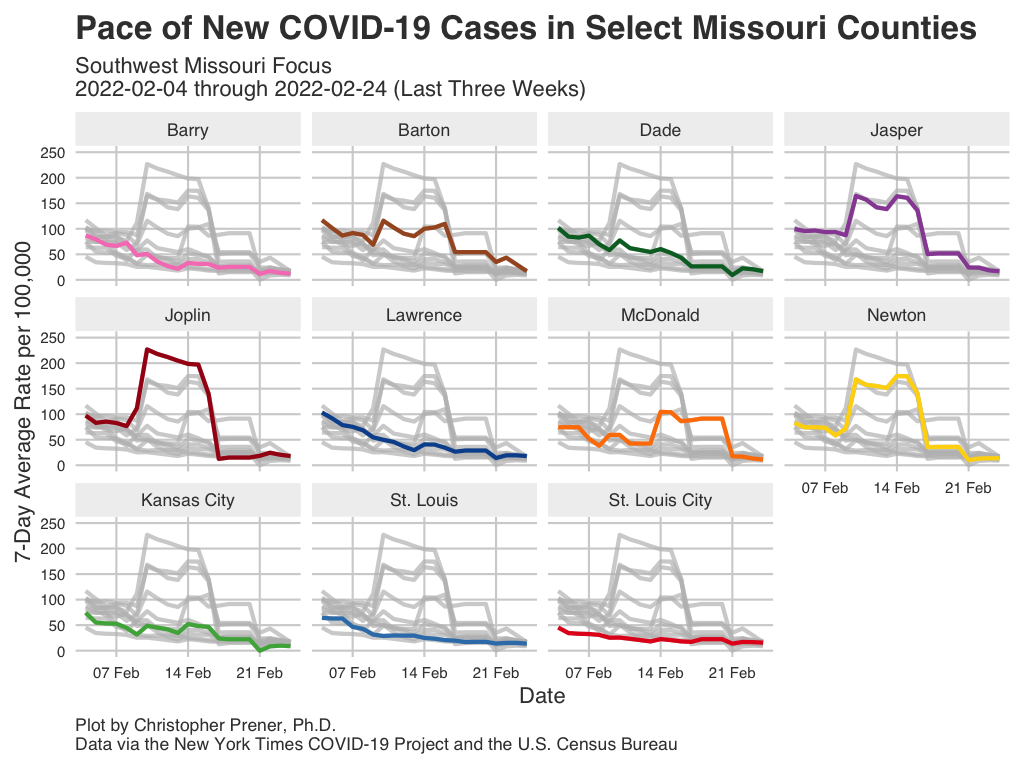 Pace of New COVID-19 Cases in Select Missouri Counties
Southwest Missouri Focus
2022-02-04 through 2022-02-24 (Last Three Weeks)
Barry
Barton
Dade
Jasper
250
200
150
100
50
0
Joplin
Lawrence
McDonald
Newton
250
200
150
100
50
0
07 Feb
14 Feb
21 Feb
Kansas City
St. Louis
St. Louis City
250
200
150
100
50
0
07 Feb
14 Feb
21 Feb
07 Feb
14 Feb
21 Feb
07 Feb
14 Feb
21 Feb
7-Day Average Rate per 100,000
Date
Plot by Christopher Prener, Ph.D.
Data via the New York Times COVID-19 Project and the U.S. Census Bureau